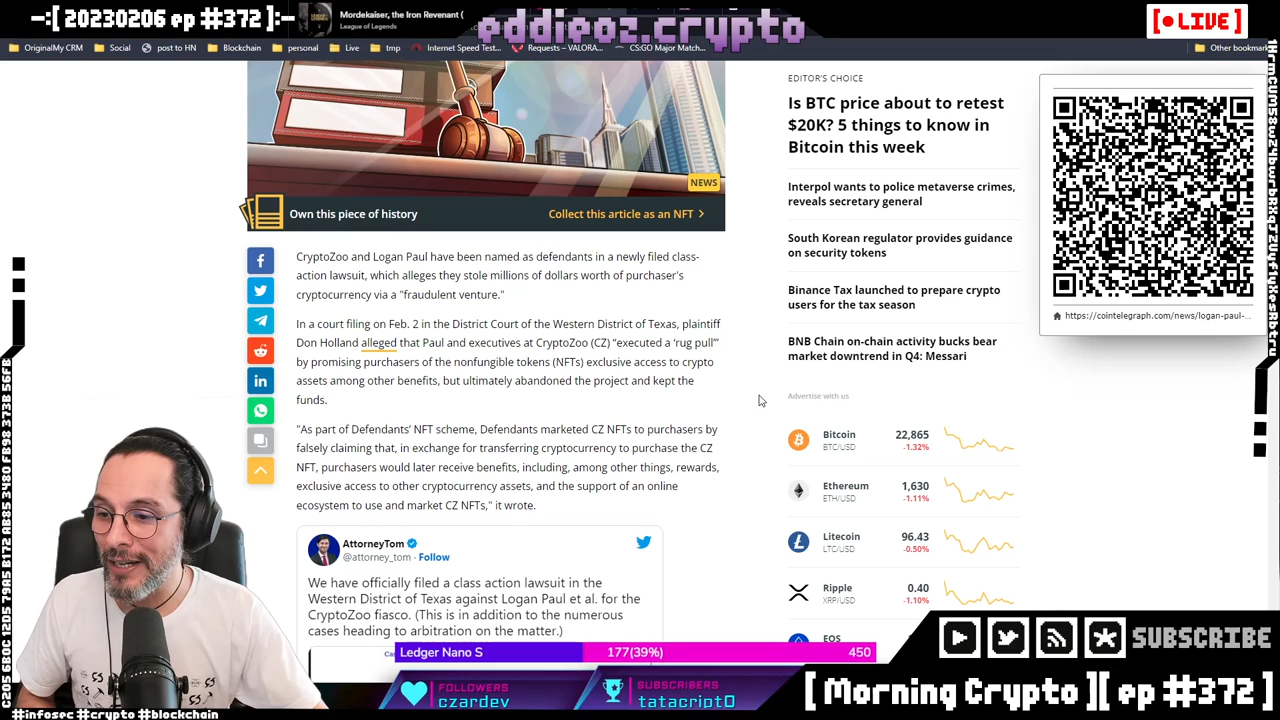 -:[ 20230206 ep #372 ]:-
Mordekaiser, the Iron Revenant (
League of Legends
eddieoz.crypto
[ LIVE ]
OriginalMy CRM
Social
post to HN
Blockchain
personal
Live
tmp
Internet Speed Test...
Requests – VALORA...
CS:GO Major Match...
Other bookmark
NEWS
Own this piece of history
Collect this article as an NFT
CryptoZoo and Logan Paul have been named as defendants in a newly filed class-
action lawsuit, which alleges they stole millions of dollars worth of purchaser's
cryptocurrency via a "fraudulent venture."
In a court filing on Feb. 2 in the District Court of the Western District of Texas, plaintiff
Don Holland alleged that Paul and executives at CryptoZoo (CZ) “executed a ‘rug pull’”
by promising purchasers of the nonfungible tokens (NFTs) exclusive access to crypto
assets among other benefits, but ultimately abandoned the project and kept the
funds.
"As part of Defendants’ NFT scheme, Defendants marketed CZ NFTs to purchasers by
falsely claiming that, in exchange for transferring cryptocurrency to purchase the CZ
NFT, purchasers would later receive benefits, including, among other things, rewards,
exclusive access to other cryptocurrency assets, and the support of an online
ecosystem to use and market CZ NFTs," it wrote.
AttorneyTom
@attorney_tom · Follow
We have officially filed a class action lawsuit in the
Western District of Texas against Logan Paul et al. for the
CryptoZoo fiasco. (This is in addition to the numerous
cases heading to arbitration on the matter.)
EDITOR’S CHOICE
Is BTC price about to retest
$20K? 5 things to know in
Bitcoin this week
Interpol wants to police metaverse crimes,
reveals secretary general
South Korean regulator provides guidance
on security tokens
Binance Tax launched to prepare crypto
users for the tax season
BNB Chain on-chain activity bucks bear
market downtrend in Q4: Messari
Advertise with us
Bitcoin 22,865
BTC/USD -1.32%
Ethereum 1,630
ETH/USD -1.11%
Litecoin 96.43
LTC/USD -0.50%
Ripple 0.40
XRP/USD -1.10%
EOS
https://cointelegraph.com/news/logan-paul-...
Ledger Nano S 177(39%) 450
FOLLOWERS
czardev
SUBSCRIBERS
tatacript0
SUBSCRIBE
[ Morning Crypto ][ ep #372 ]
#infosec #crypto #blockchain